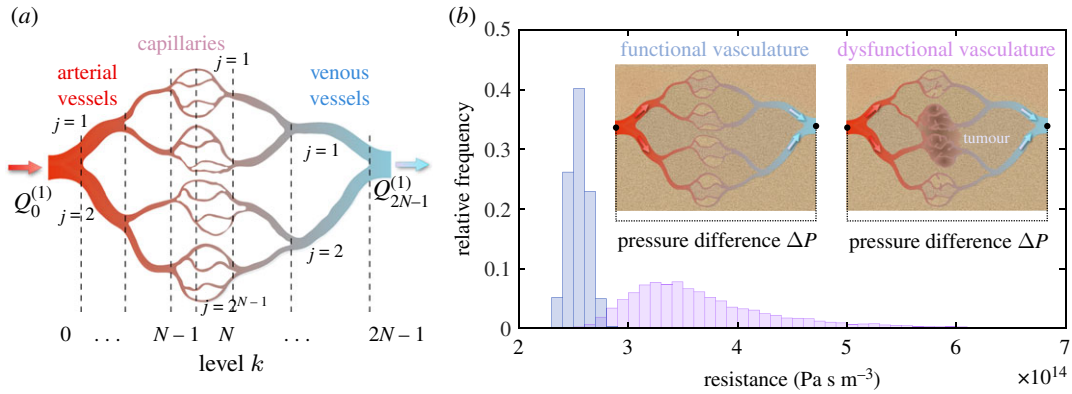 (a)
capillaries
arterial
vessels
venous
vessels
j = 1
j = 1
j = 1
Q_0^{(1)}
Q_{2N–1}^{(1)}
j = 2
j = 2
j = 2^{N–1}
0 . . . N – 1 N . . . 2N – 1
level k
(b)
0.5
0.4
0.3
0.2
0.1
0
relative frequency
functional vasculature
dysfunctional vasculature
tumour
pressure difference ΔP
pressure difference ΔP
2 3 4 5 6 7
×10^{14}
resistance (Pa s m^{–3})